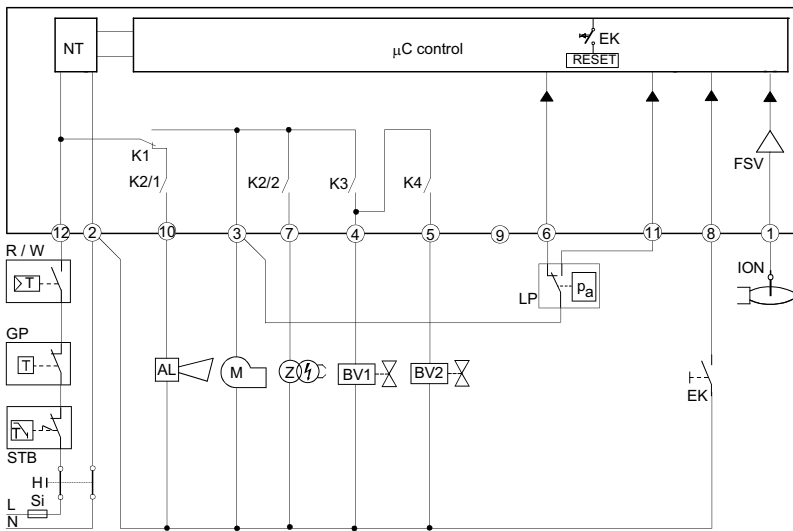 NT
µC control
EK
RESET
K1
FSV
K2/1
K2/2
K3
K4
12
2
10
3
7
4
5
9
6
11
8
1
R / W
T
ION
LP
pa
GP
T
AL
M
Z
BV1
BV2
EK
T
STB
H
L
Si
N